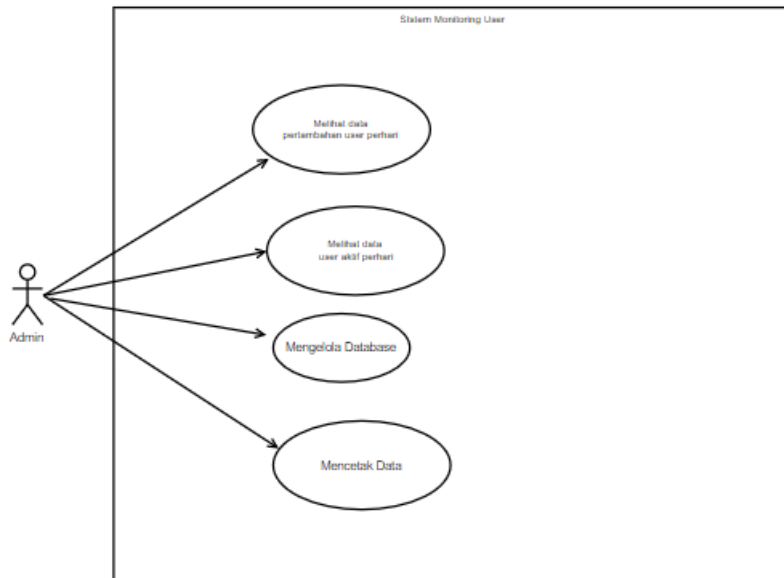 Sistem Monitoring User
Melihat data
pertambahan user perhari
Melihat data
user aktif perhari
Admin
Mengelola Database
Mencetak Data